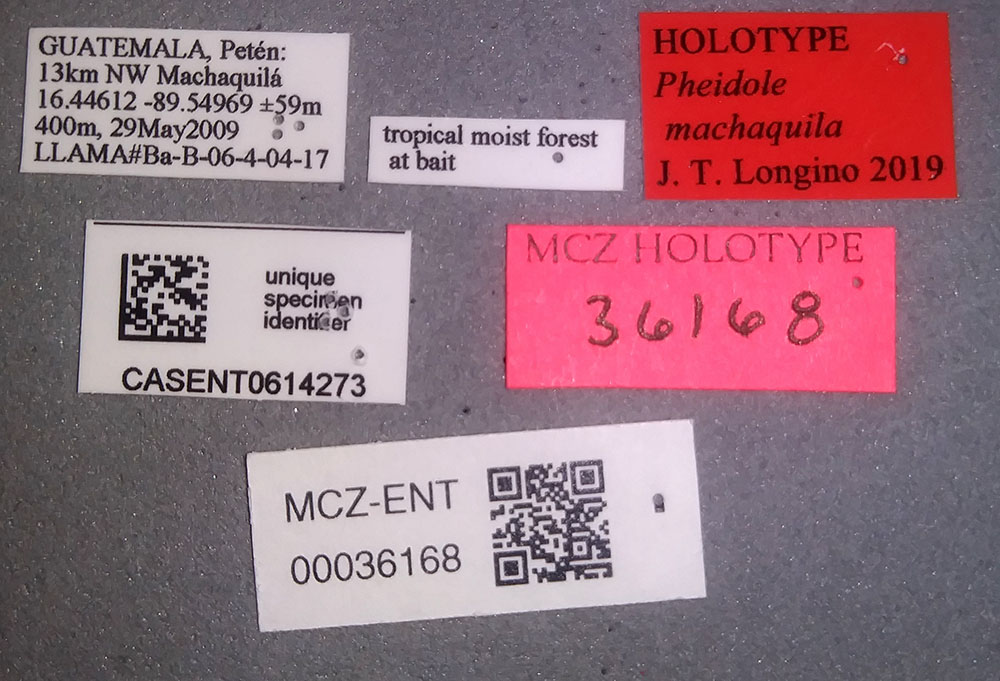 GUATEMALA, Petén:
13km NW Machaquilá
16.44612 -89.54969 ±59m
400m, 29May2009
LLAMA#Ba-B-06-4-04-17
tropical moist forest
at bait
HOLOTYPE
Pheidole
machaquila
J. T. Longino 2019
unique
specimen
identifier
CASENT0614273
MCZ HOLOTYPE
36168
MCZ-ENT
00036168